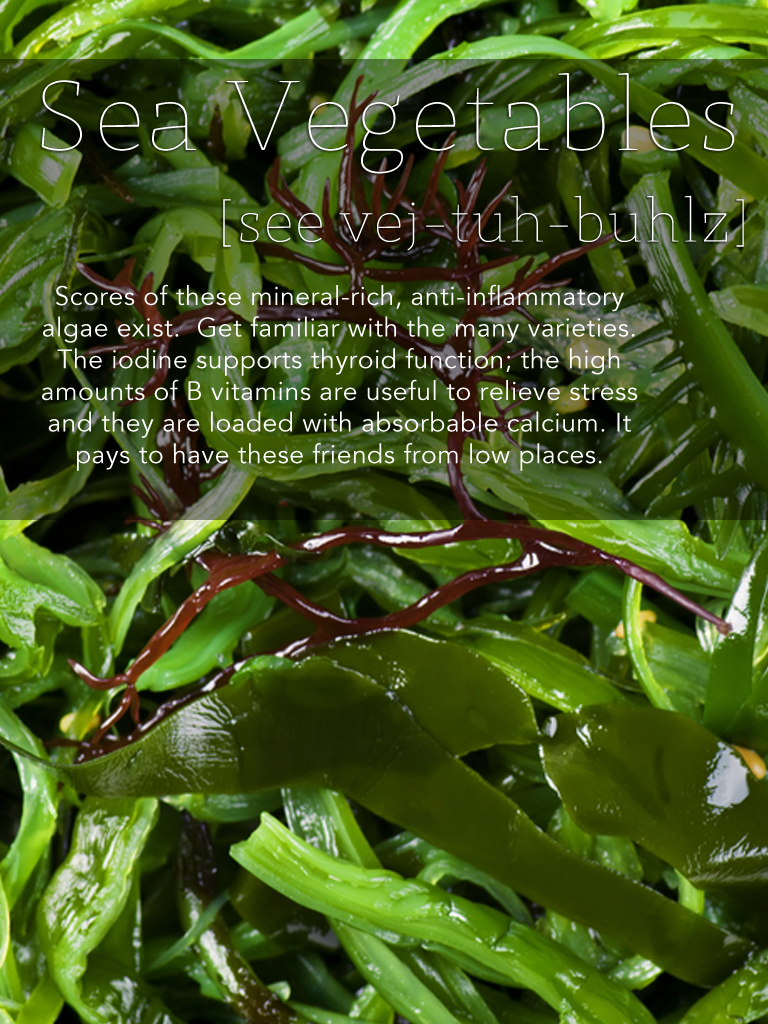 Sea Vegetables
[see vej-tuh-buhlz]
Scores of these mineral-rich, anti-inflammatory
algae exist.  Get familiar with the many varieties.
The iodine supports thyroid function; the high
amounts of B vitamins are useful to relieve stress
and they are loaded with absorbable calcium. It
pays to have these friends from low places.